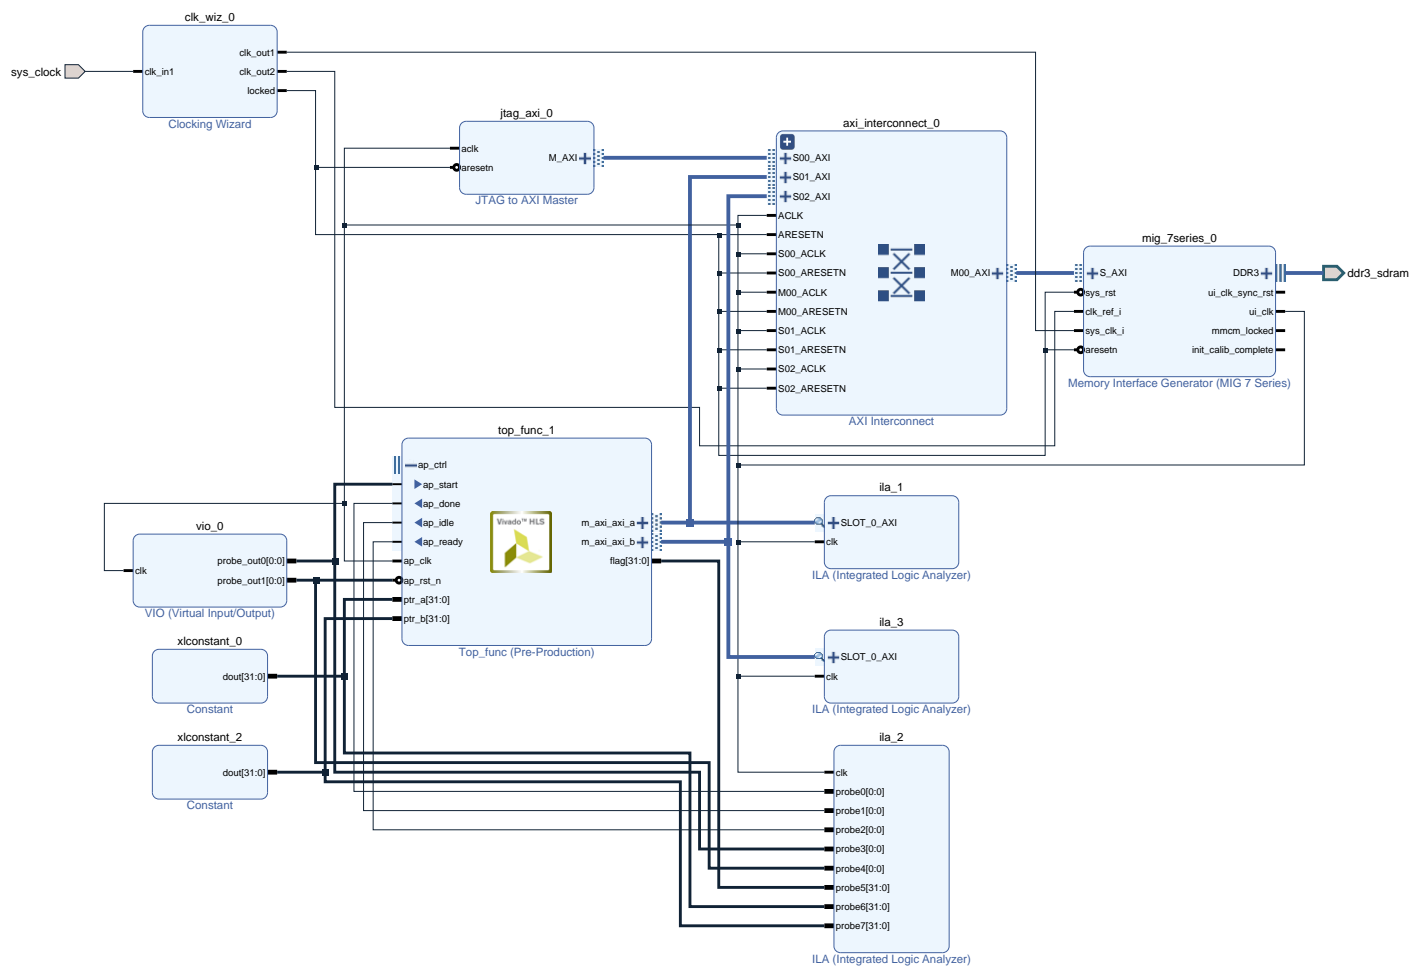 clk_wiz_0
clk_out1
clk_out2
locked
clk_in1
sys_clock
Clocking Wizard
jtag_axi_0
aclk
aresetn
M_AXI
JTAG to AXI Master
axi_interconnect_0
S00_AXI
S01_AXI
S02_AXI
ACLK
ARESETN
S00_ACLK
S00_ARESETN
M00_ACLK
M00_ARESETN
S01_ACLK
S01_ARESETN
S02_ACLK
S02_ARESETN
M00_AXI
AXI Interconnect
mig_7series_0
S_AXI
sys_rst
clk_ref_i
sys_clk_i
aresetn
DDR3
ui_clk_sync_rst
ui_clk
mmcm_locked
init_calib_complete
Memory Interface Generator (MIG 7 Series)
ddr3_sdram
top_func_1
ap_ctrl
ap_start
ap_done
ap_idle
ap_ready
ap_clk
ap_rst_n
ptr_a[31:0]
ptr_b[31:0]
Vivado™ HLS
m_axi_axi_a
m_axi_axi_b
flag[31:0]
Top_func (Pre-Production)
vio_0
clk
probe_out0[0:0]
probe_out1[0:0]
VIO (Virtual Input/Output)
xlconstant_0
dout[31:0]
Constant
xlconstant_2
dout[31:0]
Constant
ila_1
SLOT_0_AXI
clk
ILA (Integrated Logic Analyzer)
ila_3
SLOT_0_AXI
clk
ILA (Integrated Logic Analyzer)
ila_2
clk
probe0[0:0]
probe1[0:0]
probe2[0:0]
probe3[0:0]
probe4[0:0]
probe5[31:0]
probe6[31:0]
probe7[31:0]
ILA (Integrated Logic Analyzer)